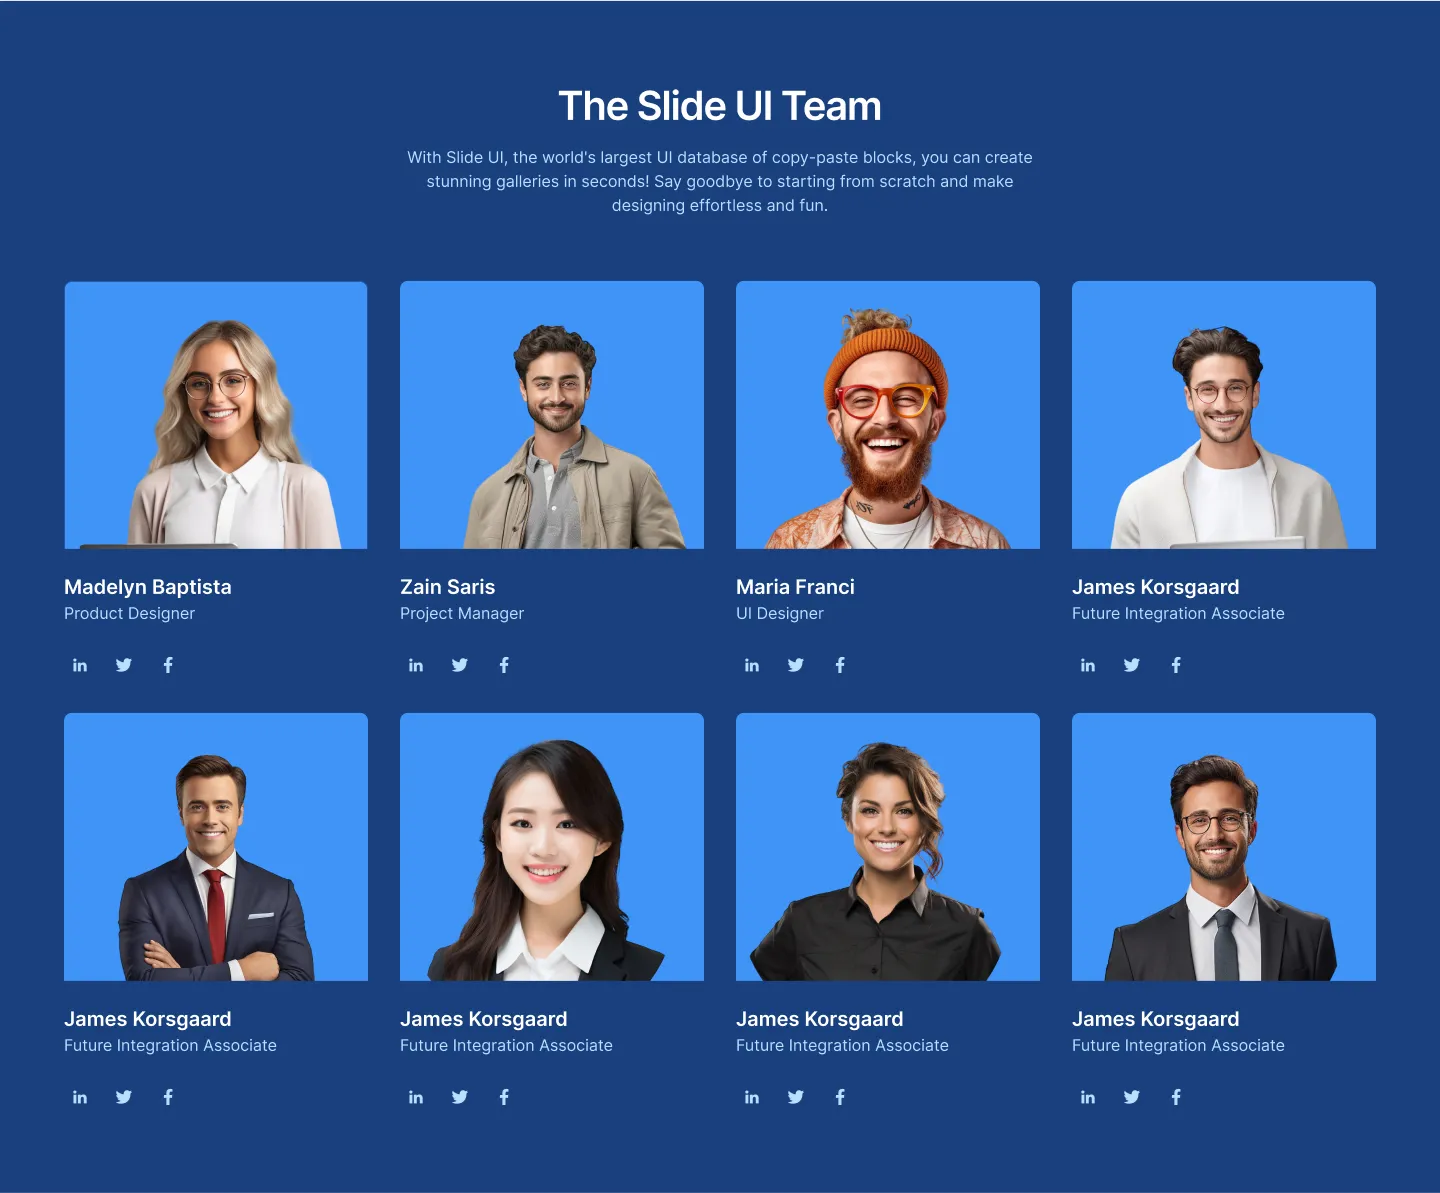 The Slide UI Team
With Slide UI, the world's largest UI database of copy-paste blocks, you can create
stunning galleries in seconds! Say goodbye to starting from scratch and make
designing effortless and fun.
Madelyn Baptista
Product Designer
in
Zain Saris
Project Manager
in
Maria Franci
UI Designer
in
James Korsgaard
Future Integration Associate
in
James Korsgaard
Future Integration Associate
in
James Korsgaard
Future Integration Associate
in
James Korsgaard
Future Integration Associate
in
James Korsgaard
Future Integration Associate
in